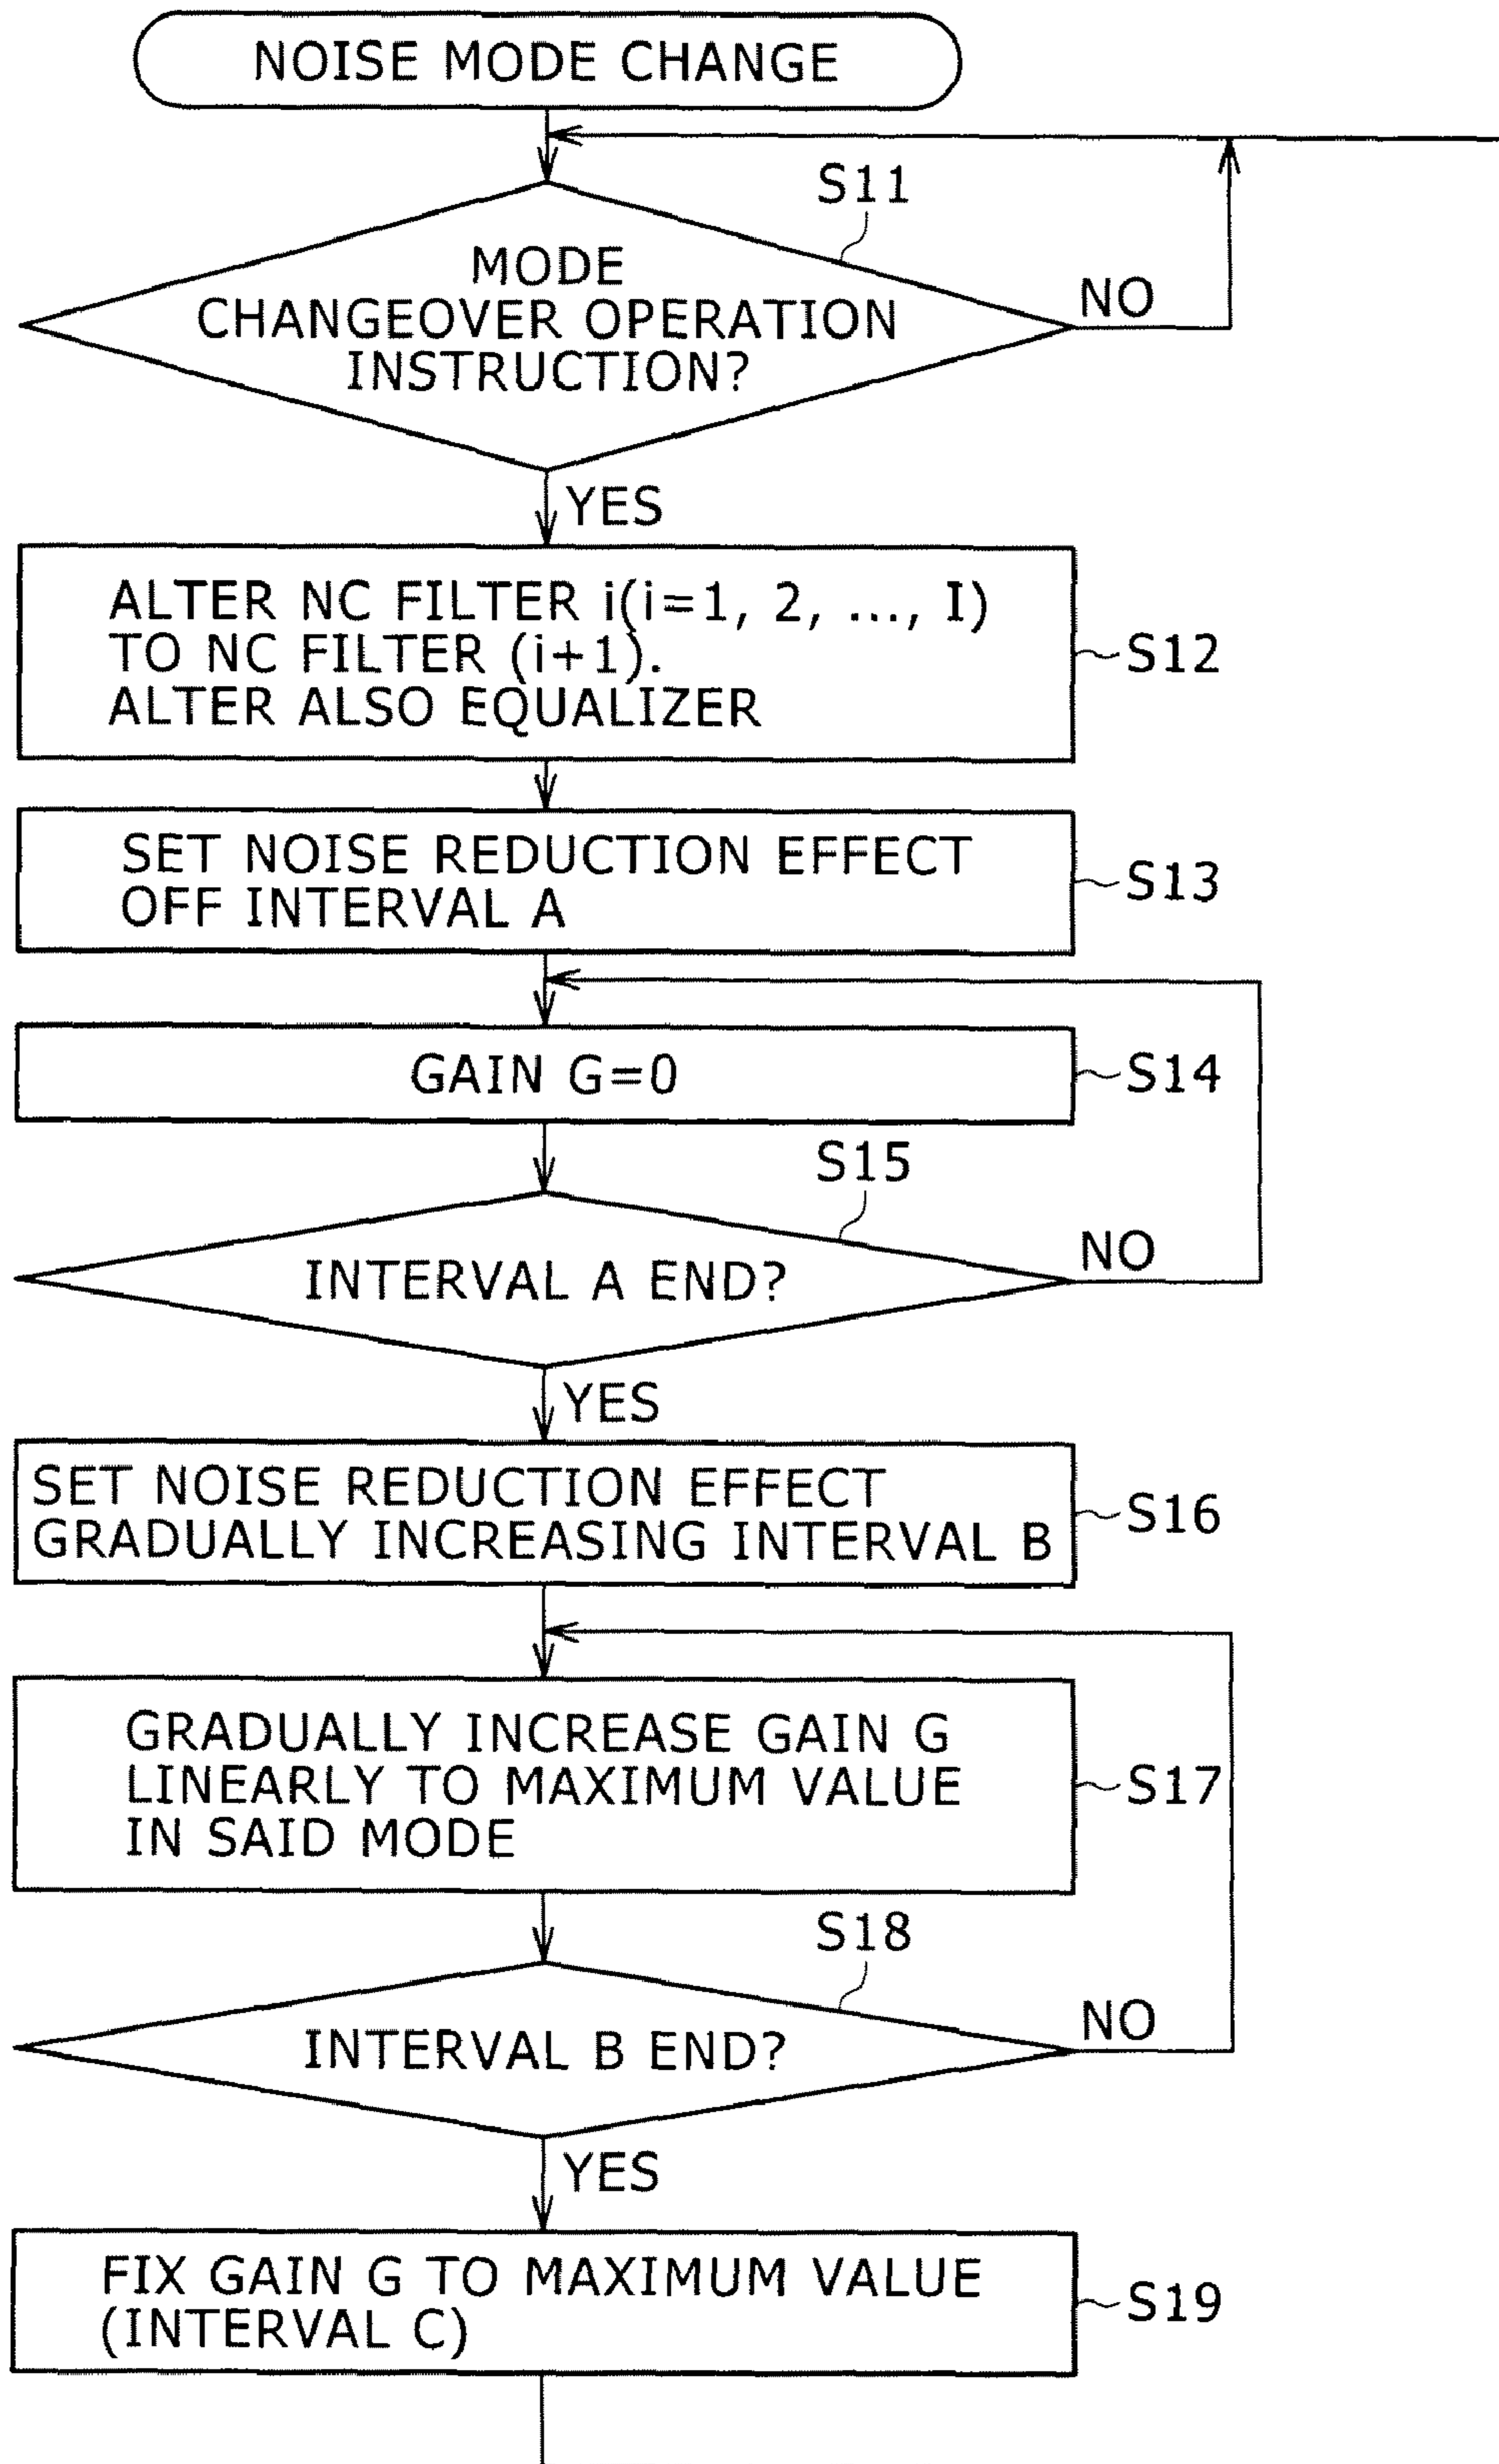 NOISE MODE CHANGE
S11
MODE
CHANGEOVER OPERATION
INSTRUCTION?
NO
YES
ALTER NC FILTER i(i=1, 2, ..., I)
TO NC FILTER (i+1).
ALTER ALSO EQUALIZER
S12
SET NOISE REDUCTION EFFECT
OFF INTERVAL A
S13
GAIN G=0
S14
S15
INTERVAL A END?
NO
YES
SET NOISE REDUCTION EFFECT
GRADUALLY INCREASING INTERVAL B
S16
GRADUALLY INCREASE GAIN G
LINEARLY TO MAXIMUM VALUE
IN SAID MODE
S17
S18
INTERVAL B END?
NO
YES
FIX GAIN G TO MAXIMUM VALUE
(INTERVAL C)
S19